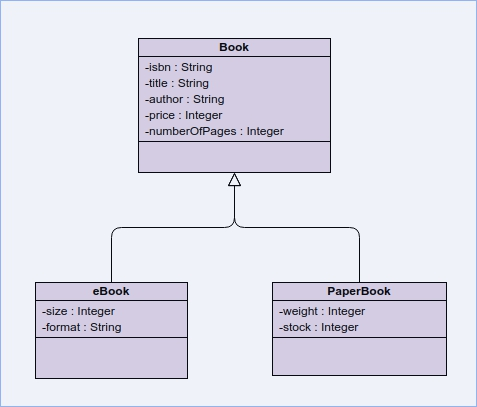 Book
-isbn : String
-title : String
-author : String
-price : Integer
-numberOfPages : Integer
eBook
-size : Integer
-format : String
PaperBook
-weight : Integer
-stock : Integer